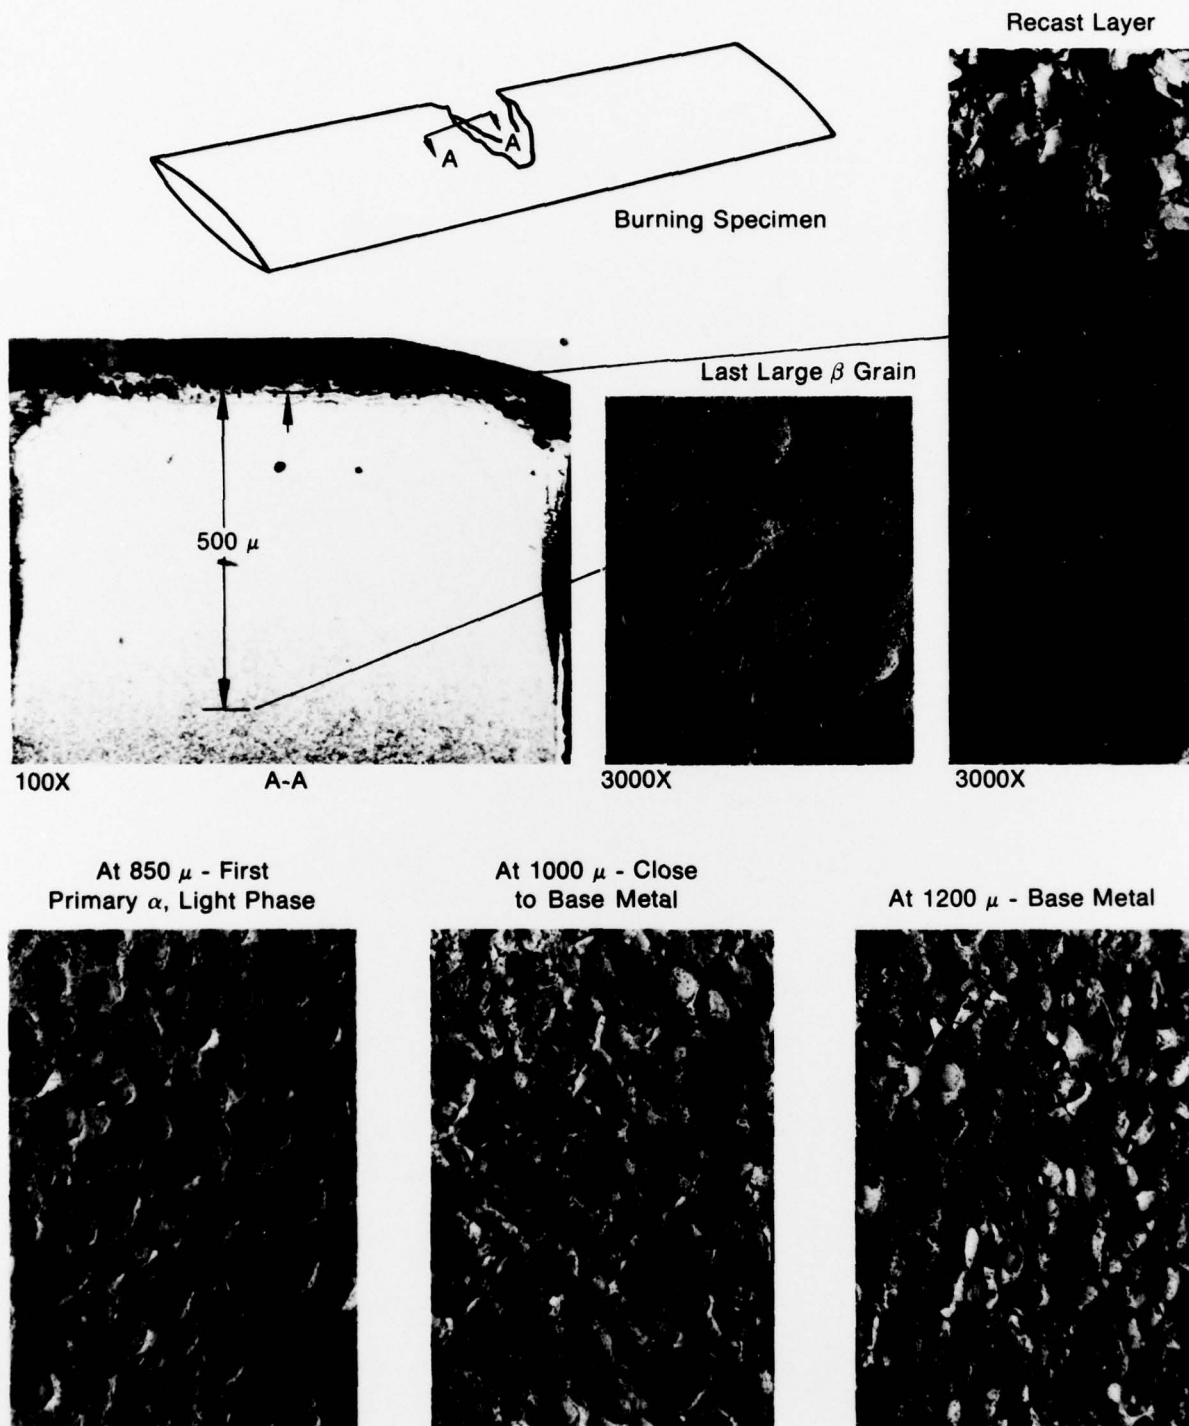 Recast Layer
A
A
Burning Specimen
Last Large β Grain
500 μ
100X
A-A
3000X
3000X
At 850 μ - First
Primary α, Light Phase
At 1000 μ - Close
to Base Metal
At 1200 μ - Base Metal